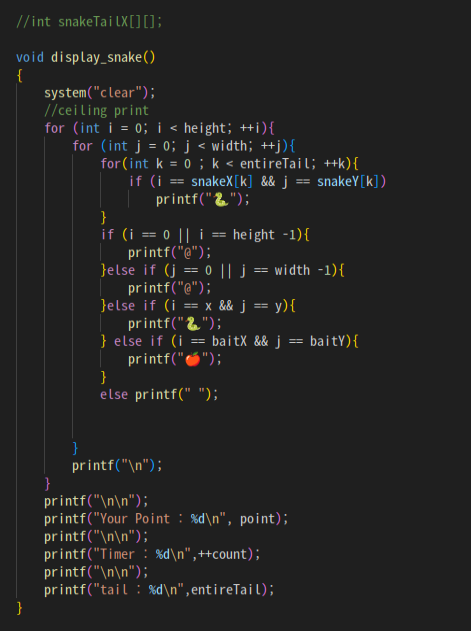 //int snakeTailX[][];
void display_snake()
{
    system("clear");
    //ceiling print
    for (int i = 0; i < height; ++i){
        for (int j = 0; j < width; ++j){
            for(int k = 0 ; k < entireTail; ++k){
                if (i == snakeX[k] && j == snakeY[k])
                    printf("🐍");
            }
            if (i == 0 || i == height -1){
                printf("@");
            }else if (j == 0 || j == width -1){
                printf("@");
            }else if (i == x && j == y){
                printf("🐍");
            } else if (i == baitX && j == baitY){
                printf("🍎");
            }
            else printf(" ");
        }
        printf("\n");
    }
    printf("\n\n");
    printf("Your Point : %d\n", point);
    printf("\n\n");
    printf("Timer : %d\n",++count);
    printf("\n\n");
    printf("tail : %d\n",entireTail);
}